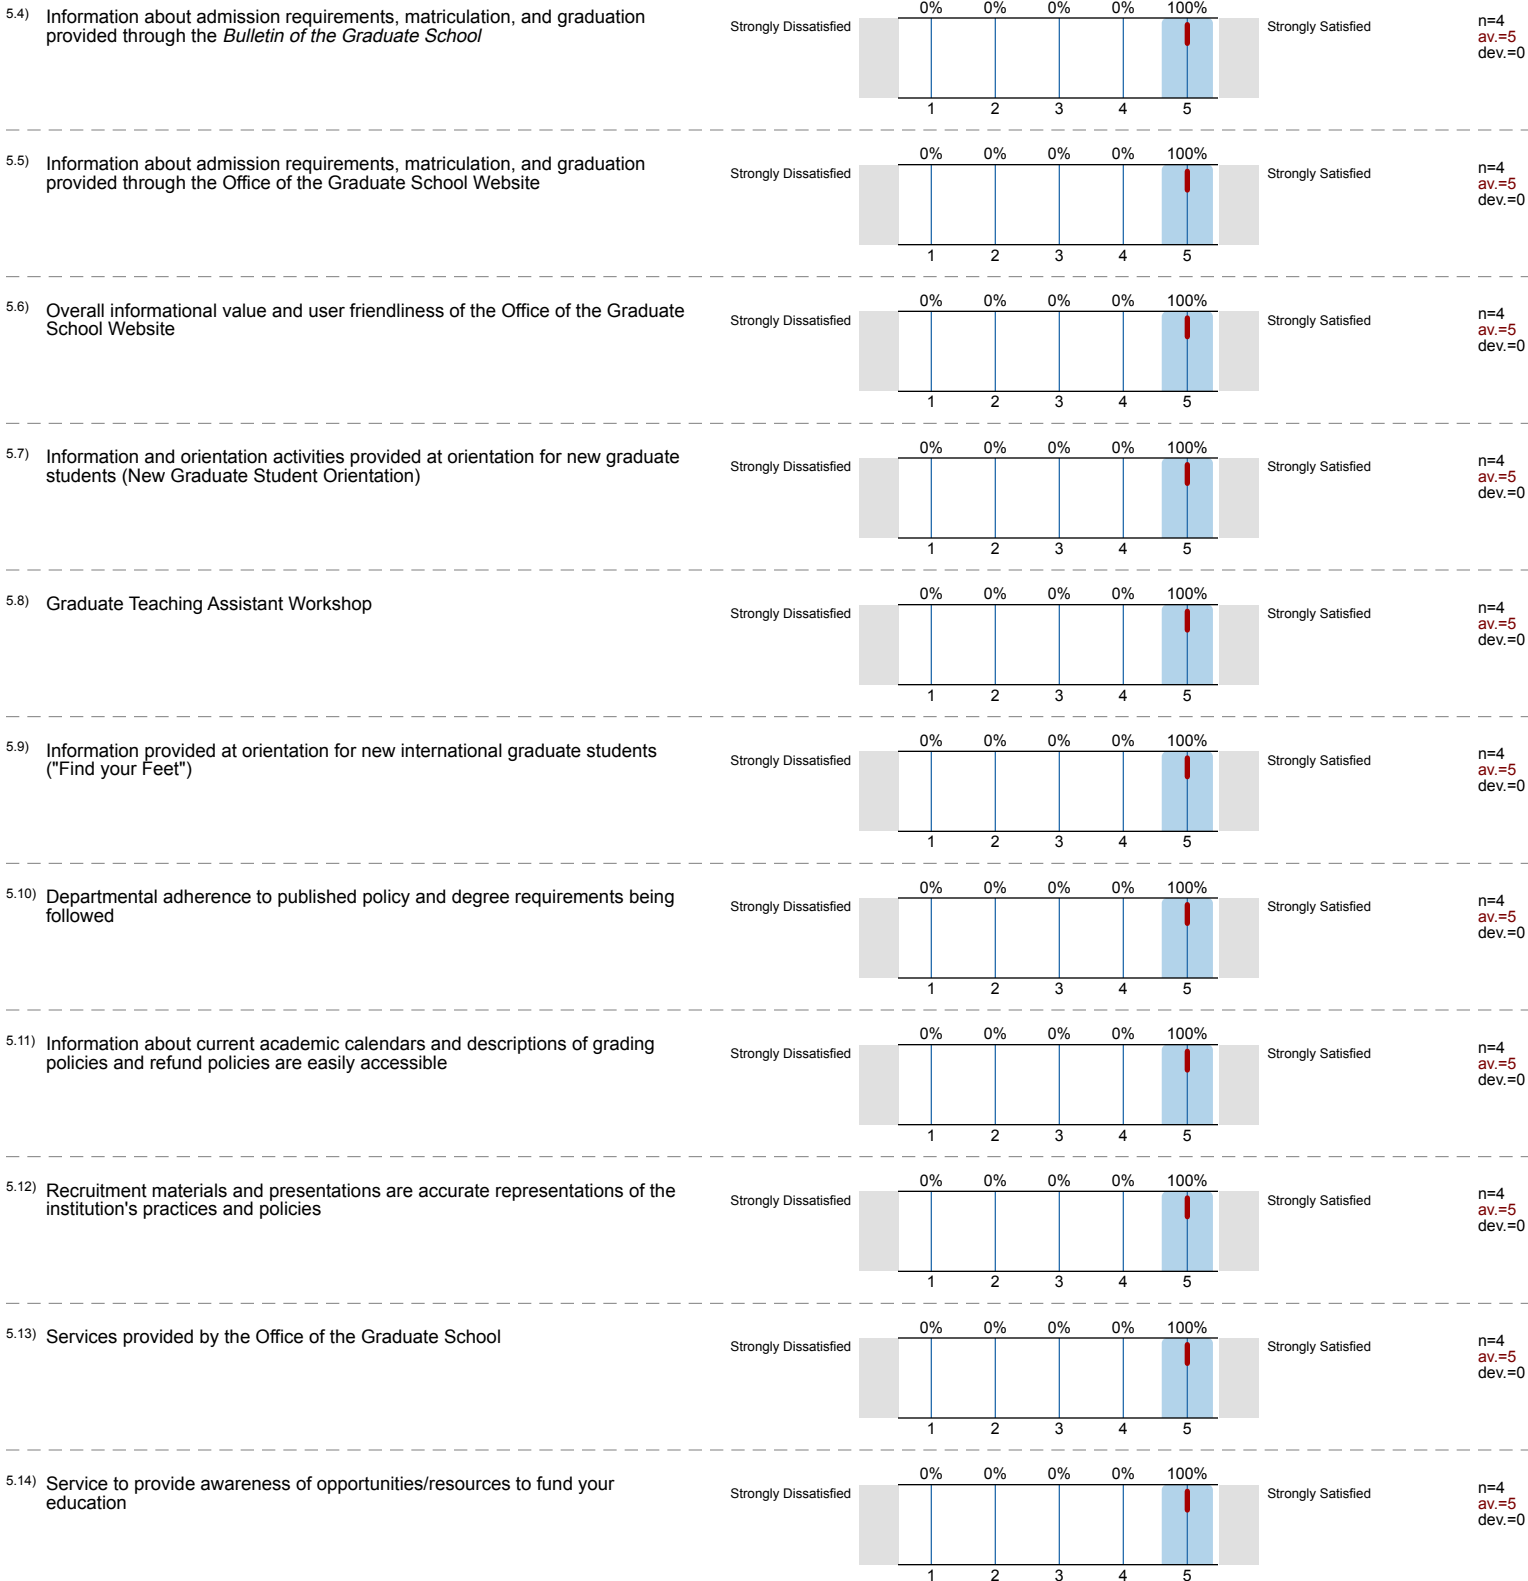 5.4) Information about admission requirements, matriculation, and graduation
provided through the Bulletin of the Graduate School
Strongly Dissatisfied
0% 0% 0% 0% 100%
1 2 3 4 5
Strongly Satisfied
n=4
av.=5
dev.=0
5.5) Information about admission requirements, matriculation, and graduation
provided through the Office of the Graduate School Website
Strongly Dissatisfied
0% 0% 0% 0% 100%
1 2 3 4 5
Strongly Satisfied
n=4
av.=5
dev.=0
5.6) Overall informational value and user friendliness of the Office of the Graduate
School Website
Strongly Dissatisfied
0% 0% 0% 0% 100%
1 2 3 4 5
Strongly Satisfied
n=4
av.=5
dev.=0
5.7) Information and orientation activities provided at orientation for new graduate
students (New Graduate Student Orientation)
Strongly Dissatisfied
0% 0% 0% 0% 100%
1 2 3 4 5
Strongly Satisfied
n=4
av.=5
dev.=0
5.8) Graduate Teaching Assistant Workshop
Strongly Dissatisfied
0% 0% 0% 0% 100%
1 2 3 4 5
Strongly Satisfied
n=4
av.=5
dev.=0
5.9) Information provided at orientation for new international graduate students
("Find your Feet")
Strongly Dissatisfied
0% 0% 0% 0% 100%
1 2 3 4 5
Strongly Satisfied
n=4
av.=5
dev.=0
5.10) Departmental adherence to published policy and degree requirements being
followed
Strongly Dissatisfied
0% 0% 0% 0% 100%
1 2 3 4 5
Strongly Satisfied
n=4
av.=5
dev.=0
5.11) Information about current academic calendars and descriptions of grading
policies and refund policies are easily accessible
Strongly Dissatisfied
0% 0% 0% 0% 100%
1 2 3 4 5
Strongly Satisfied
n=4
av.=5
dev.=0
5.12) Recruitment materials and presentations are accurate representations of the
institution's practices and policies
Strongly Dissatisfied
0% 0% 0% 0% 100%
1 2 3 4 5
Strongly Satisfied
n=4
av.=5
dev.=0
5.13) Services provided by the Office of the Graduate School
Strongly Dissatisfied
0% 0% 0% 0% 100%
1 2 3 4 5
Strongly Satisfied
n=4
av.=5
dev.=0
5.14) Service to provide awareness of opportunities/resources to fund your
education
Strongly Dissatisfied
0% 0% 0% 0% 100%
1 2 3 4 5
Strongly Satisfied
n=4
av.=5
dev.=0